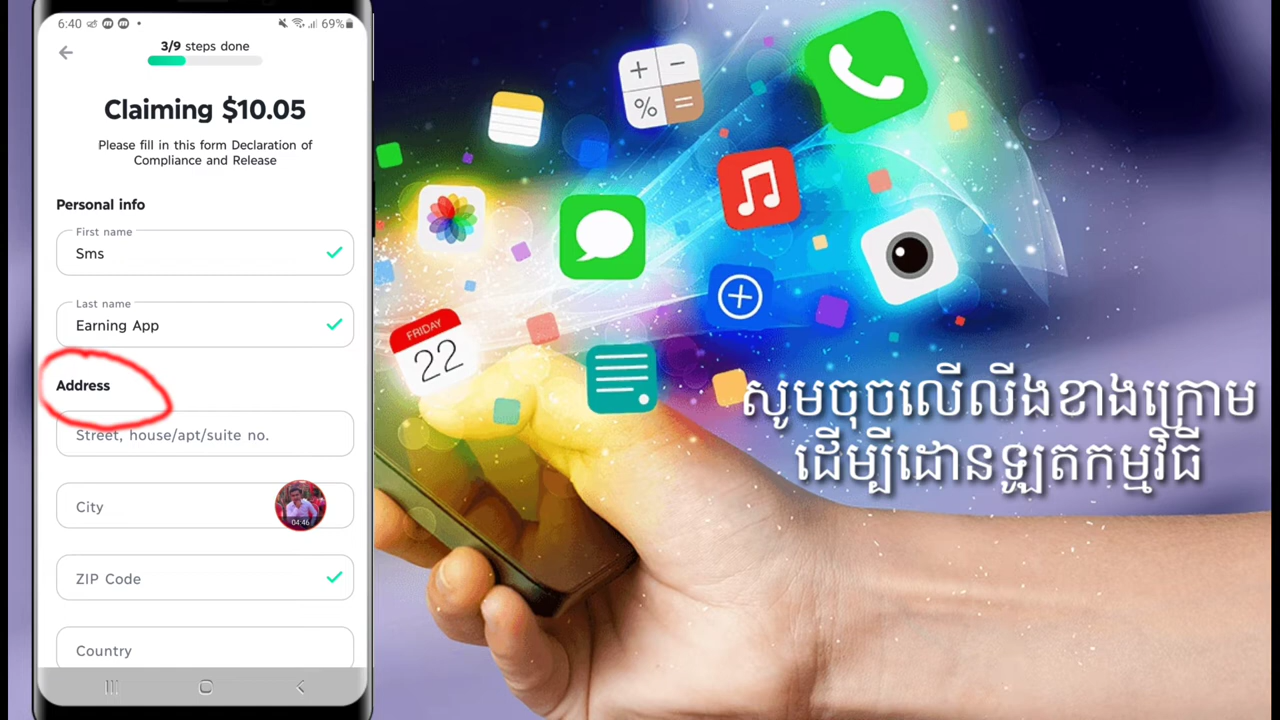 6:40
69%
3/9 steps done
Claiming $10.05
Please fill in this form Declaration of
Compliance and Release
Personal info
First name
Sms
Last name
Earning App
Address
Street, house/apt/suite no.
City
04:46
ZIP Code
Country
FRIDAY
22
សូមចុចលើលីងខាងក្រោម
ដើម្បីដោនឡូតកម្មវិធី